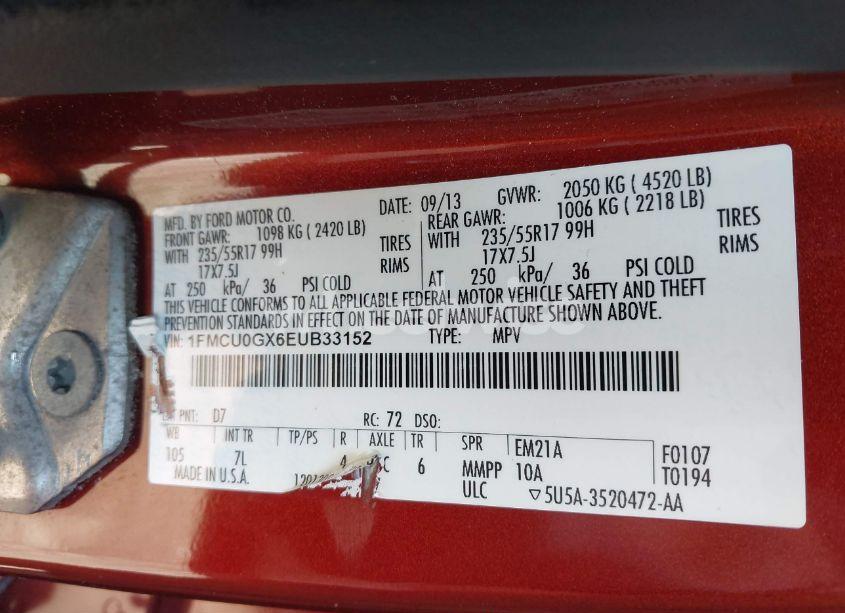 MFD. BY FORD MOTOR CO. DATE: 09/13 GVWR: 2050 KG ( 4520 LB)
FRONT GAWR: 1098 KG ( 2420 LB) REAR GAWR: 1006 KG ( 2218 LB)
WITH 235/55R17 99H TIRES WITH 235/55R17 99H TIRES
17X7.5J RIMS 17X7.5J RIMS
AT 250 kPa/ 36 PSI COLD AT 250 kPa/ 36 PSI COLD
THIS VEHICLE CONFORMS TO ALL APPLICABLE FEDERAL MOTOR VEHICLE SAFETY AND THEFT
PREVENTION STANDARDS IN EFFECT ON THE DATE OF MANUFACTURE SHOWN ABOVE.
VIN: 1FMCU0GX6EUB33152 TYPE: MPV
PNT: D7 RC: 72 DSO:
WB INT TR TP/PS R AXLE TR SPR EM21A F0107
105 7L 4 6 MMPP 10A T0194
MADE IN U.S.A. ULC ▽5U5A-3520472-AA